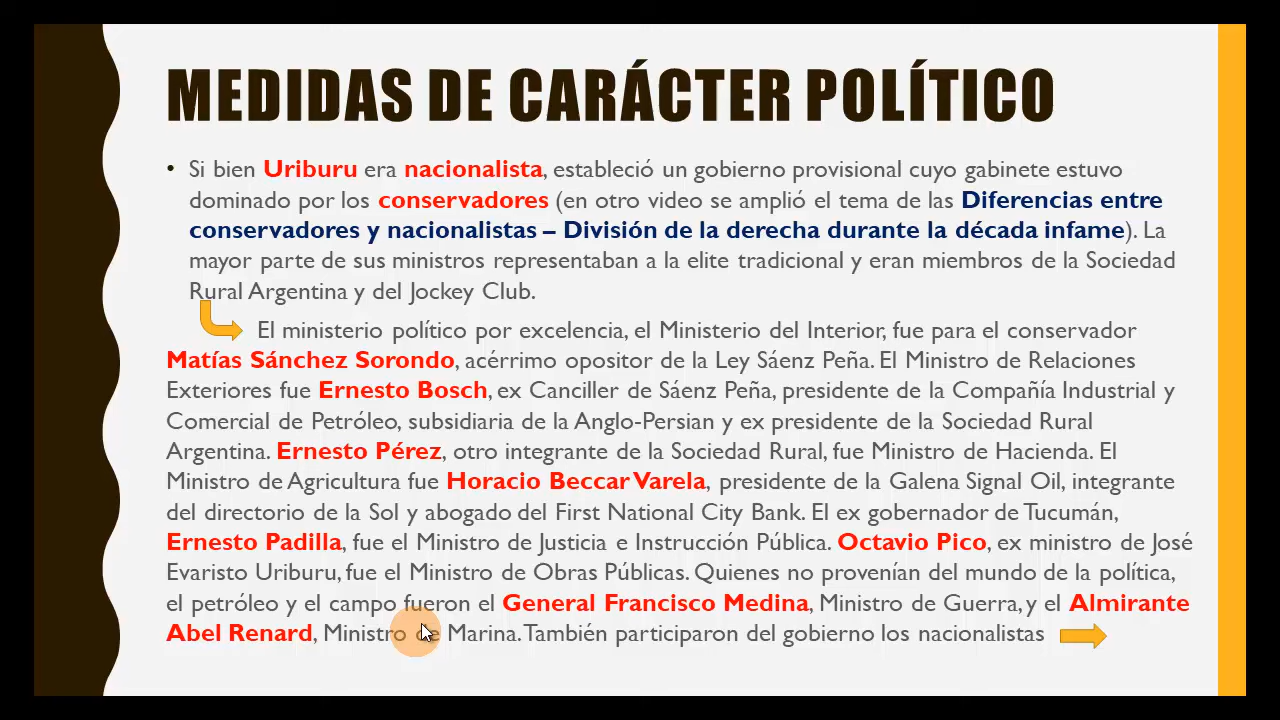 MEDIDAS DE CARÁCTER POLÍTICO
• Si bien Uriburu era nacionalista, estableció un gobierno provisional cuyo gabinete estuvo
dominado por los conservadores (en otro video se amplió el tema de las Diferencias entre
conservadores y nacionalistas – División de la derecha durante la década infame). La
mayor parte de sus ministros representaban a la elite tradicional y eran miembros de la Sociedad
Rural Argentina y del Jockey Club.
El ministerio político por excelencia, el Ministerio del Interior, fue para el conservador
Matías Sánchez Sorondo, acérrimo opositor de la Ley Sáenz Peña. El Ministro de Relaciones
Exteriores fue Ernesto Bosch, ex Canciller de Sáenz Peña, presidente de la Compañía Industrial y
Comercial de Petróleo, subsidiaria de la Anglo-Persian y ex presidente de la Sociedad Rural
Argentina. Ernesto Pérez, otro integrante de la Sociedad Rural, fue Ministro de Hacienda. El
Ministro de Agricultura fue Horacio Beccar Varela, presidente de la Galena Signal Oil, integrante
del directorio de la Sol y abogado del First National City Bank. El ex gobernador de Tucumán,
Ernesto Padilla, fue el Ministro de Justicia e Instrucción Pública. Octavio Pico, ex ministro de José
Evaristo Uriburu, fue el Ministro de Obras Públicas. Quienes no provenían del mundo de la política,
el petróleo y el campo fueron el General Francisco Medina, Ministro de Guerra, y el Almirante
Abel Renard, Ministro de Marina. También participaron del gobierno los nacionalistas